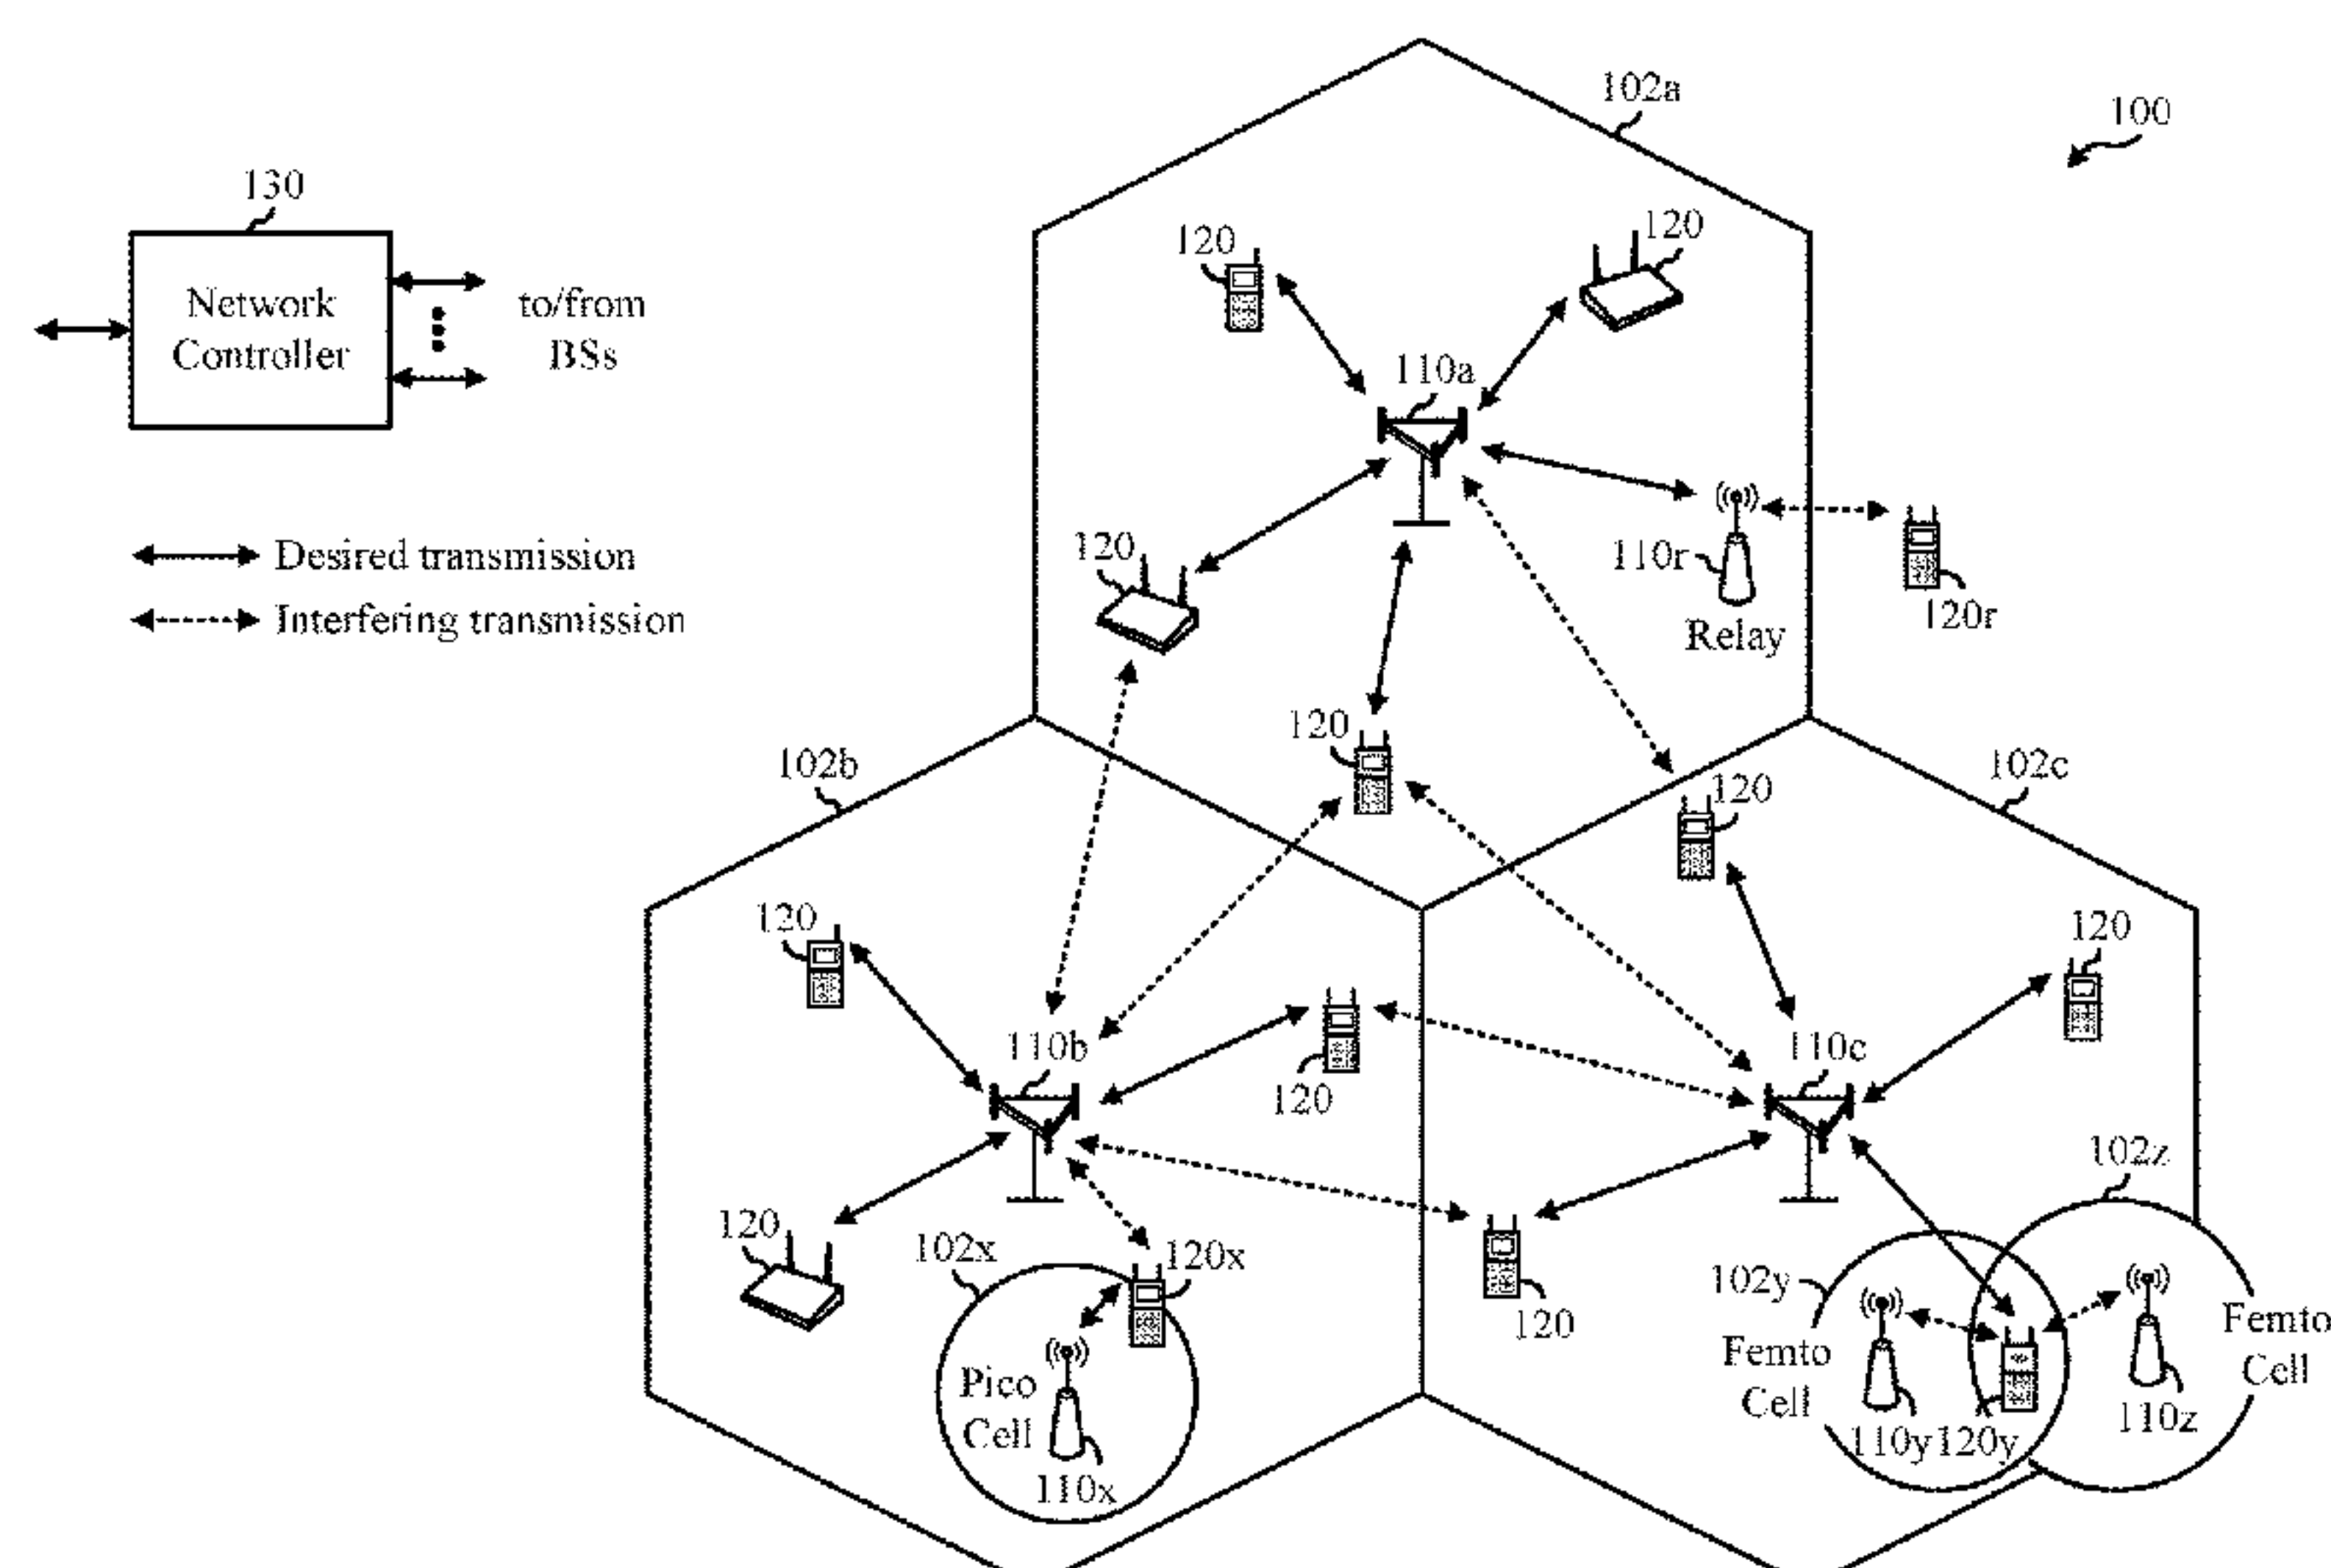 102a
100
130
120
120
Network
Controller
to/from
BSs
110a
Desired transmission
Interfering transmission
120
110r
Relay
120r
120
102b
102c
120
120
120
110b
110c
120
102z
120
102x
120x
102y
120
Femto
Cell
Femto
Cell
Pico
Cell
110x
110y
120y
110z